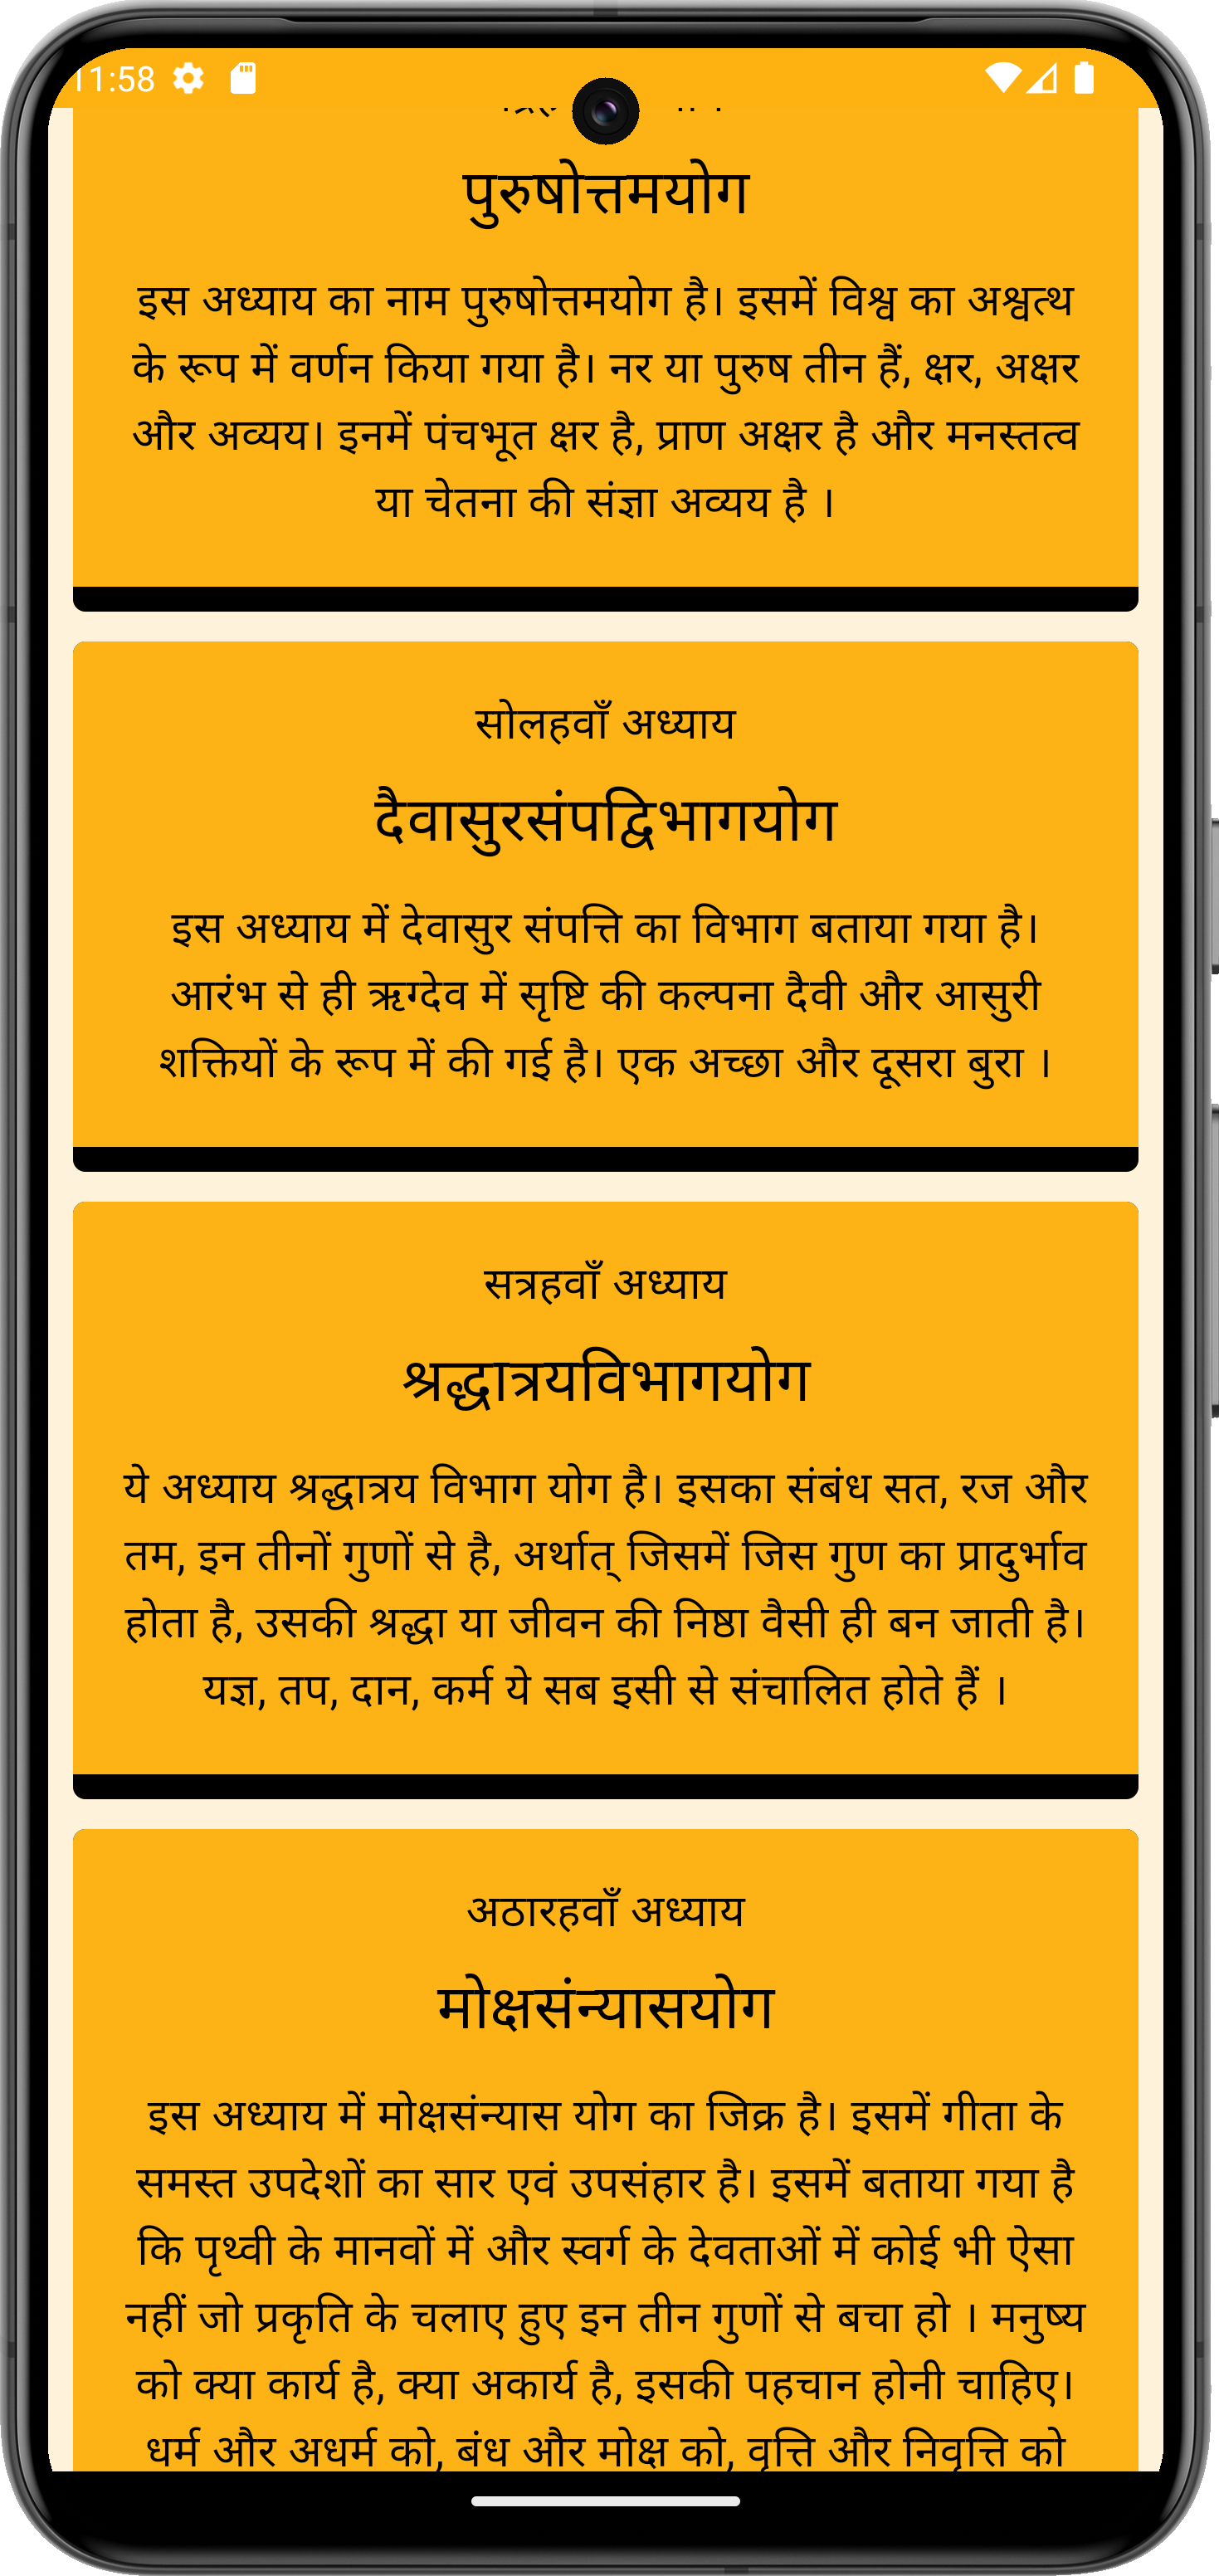 11:58
पुरुषोत्तमयोग
इस अध्याय का नाम पुरुषोत्तमयोग है। इसमें विश्व का अश्वत्थ
के रूप में वर्णन किया गया है। नर या पुरुष तीन हैं, क्षर, अक्षर
और अव्यय। इनमें पंचभूत क्षर है, प्राण अक्षर है और मनस्तत्व
या चेतना की संज्ञा अव्यय है ।
सोलहवाँ अध्याय
दैवासुरसंपद्विभागयोग
इस अध्याय में देवासुर संपत्ति का विभाग बताया गया है।
आरंभ से ही ऋग्देव में सृष्टि की कल्पना दैवी और आसुरी
शक्तियों के रूप में की गई है। एक अच्छा और दूसरा बुरा ।
सत्रहवाँ अध्याय
श्रद्धात्रयविभागयोग
ये अध्याय श्रद्धात्रय विभाग योग है। इसका संबंध सत, रज और
तम, इन तीनों गुणों से है, अर्थात् जिसमें जिस गुण का प्रादुर्भाव
होता है, उसकी श्रद्धा या जीवन की निष्ठा वैसी ही बन जाती है।
यज्ञ, तप, दान, कर्म ये सब इसी से संचालित होते हैं ।
अठारहवाँ अध्याय
मोक्षसंन्यासयोग
इस अध्याय में मोक्षसंन्यास योग का जिक्र है। इसमें गीता के
समस्त उपदेशों का सार एवं उपसंहार है। इसमें बताया गया है
कि पृथ्वी के मानवों में और स्वर्ग के देवताओं में कोई भी ऐसा
नहीं जो प्रकृति के चलाए हुए इन तीन गुणों से बचा हो । मनुष्य
को क्या कार्य है, क्या अकार्य है, इसकी पहचान होनी चाहिए।
धर्म और अधर्म को, बंध और मोक्ष को, वृत्ति और निवृत्ति को